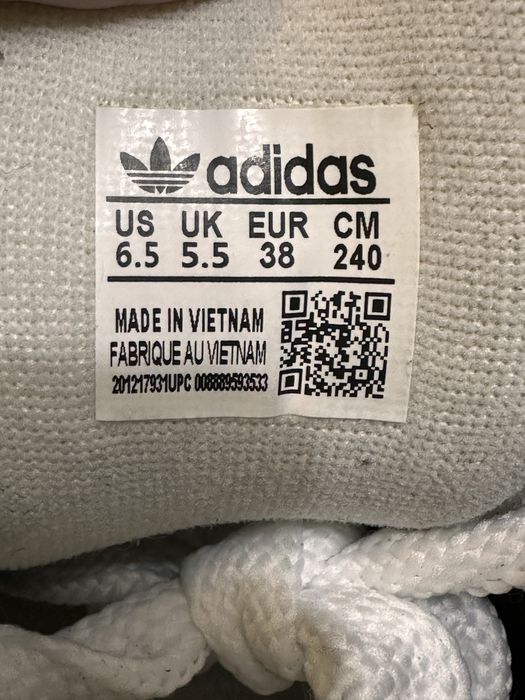 adidas
US UK EUR CM
6.5 5.5 38 240
MADE IN VIETNAM
FABRIQUE AU VIETNAM
201217931UPC 008889593533